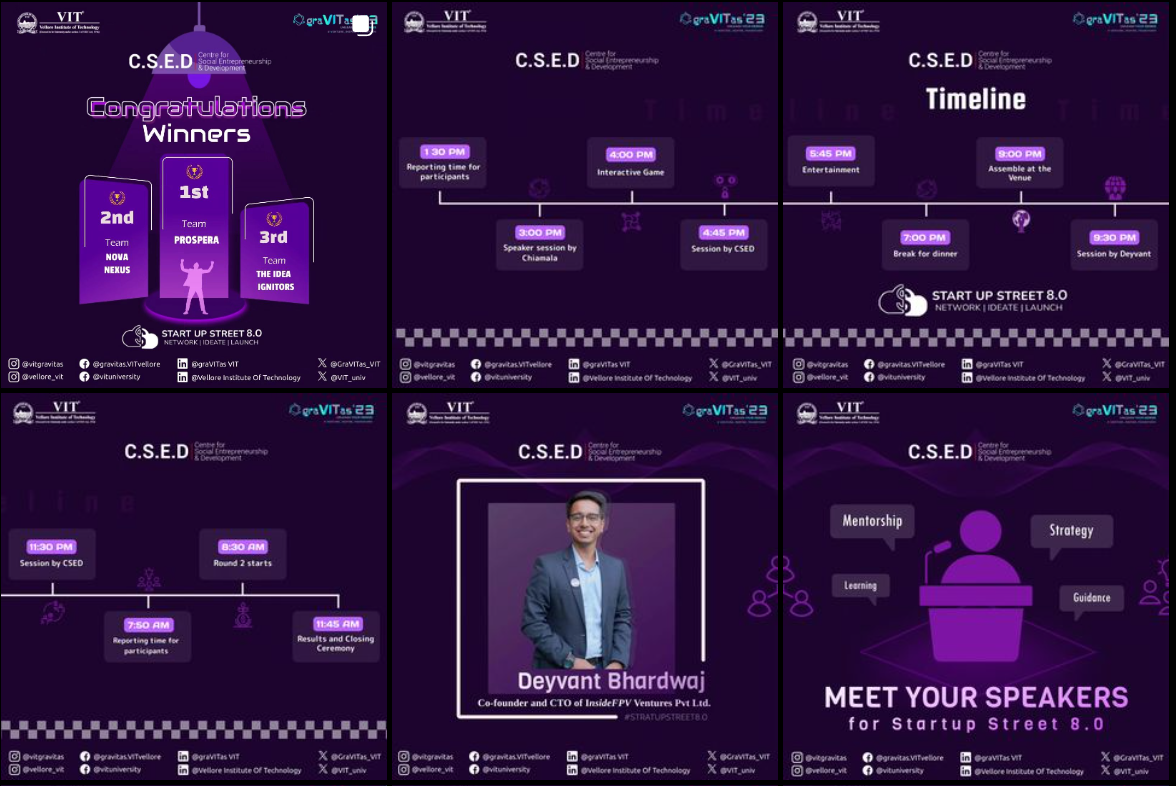 VIT
Vellore Institute of Technology
graVITas'23
C.S.E.D
Centre for
Social Entrepreneurship
& Development
Congratulations
Winners
1st
Team
PROSPERA
2nd
Team
NOVA
NEXUS
3rd
Team
THE IDEA
IGNITORS
START UP STREET 8.0
NETWORK | IDEATE | LAUNCH
@vitgravitas @gravitas.VITvellore @graVITas VIT @GraVITas_VIT
@vellore_vit @vituniversity @Vellore Institute Of Technology @VIT_univ
VIT
Vellore Institute of Technology
graVITas'23
C.S.E.D
Centre for
Social Entrepreneurship
& Development
Time
1 30 PM
Reporting time for
participants
3:00 PM
Speaker session by
Chiamala
4:00 PM
Interactive Game
4:45 PM
Session by CSED
@vitgravitas @gravitas.VITvellore @graVITas VIT @GraVITas_VIT
@vellore_vit @vituniversity @Vellore Institute Of Technology @VIT_univ
VIT
Vellore Institute of Technology
graVITas'23
C.S.E.D
Centre for
Social Entrepreneurship
& Development
Timeline
line
Time
5:45 PM
Entertainment
7:00 PM
Break for dinner
9:00 PM
Assemble at the
Venue
9:30 PM
Session by Deyvant
START UP STREET 8.0
NETWORK | IDEATE | LAUNCH
@vitgravitas @gravitas.VITvellore @graVITas VIT @GraVITas_VIT
@vellore_vit @vituniversity @Vellore Institute Of Technology @VIT_univ
VIT
Vellore Institute of Technology
graVITas'23
C.S.E.D
Centre for
Social Entrepreneurship
& Development
eline
11:30 PM
Session by CSED
7:50 AM
Reporting time for
participants
8:30 AM
Round 2 starts
11:45 AM
Results and Closing
Ceremony
@vitgravitas @gravitas.VITvellore @graVITas VIT @GraVITas_VIT
@vellore_vit @vituniversity @Vellore Institute Of Technology @VIT_univ
VIT
Vellore Institute of Technology
graVITas'23
C.S.E.D
Centre for
Social Entrepreneurship
& Development
Deyvant Bhardwaj
Co-founder and CTO of InsideFPV Ventures Pvt Ltd.
#STRATUPSTREET8.0
@vitgravitas @gravitas.VITvellore @graVITas VIT @GraVITas_VIT
@vellore_vit @vituniversity @Vellore Institute Of Technology @VIT_univ
VIT
Vellore Institute of Technology
graVITas'23
C.S.E.D
Centre for
Social Entrepreneurship
& Development
Mentorship
Strategy
Learning
Guidance
MEET YOUR SPEAKERS
for Startup Street 8.0
@vitgravitas @gravitas.VITvellore @graVITas VIT @GraVITas_VIT
@vellore_vit @vituniversity @Vellore Institute Of Technology @VIT_univ